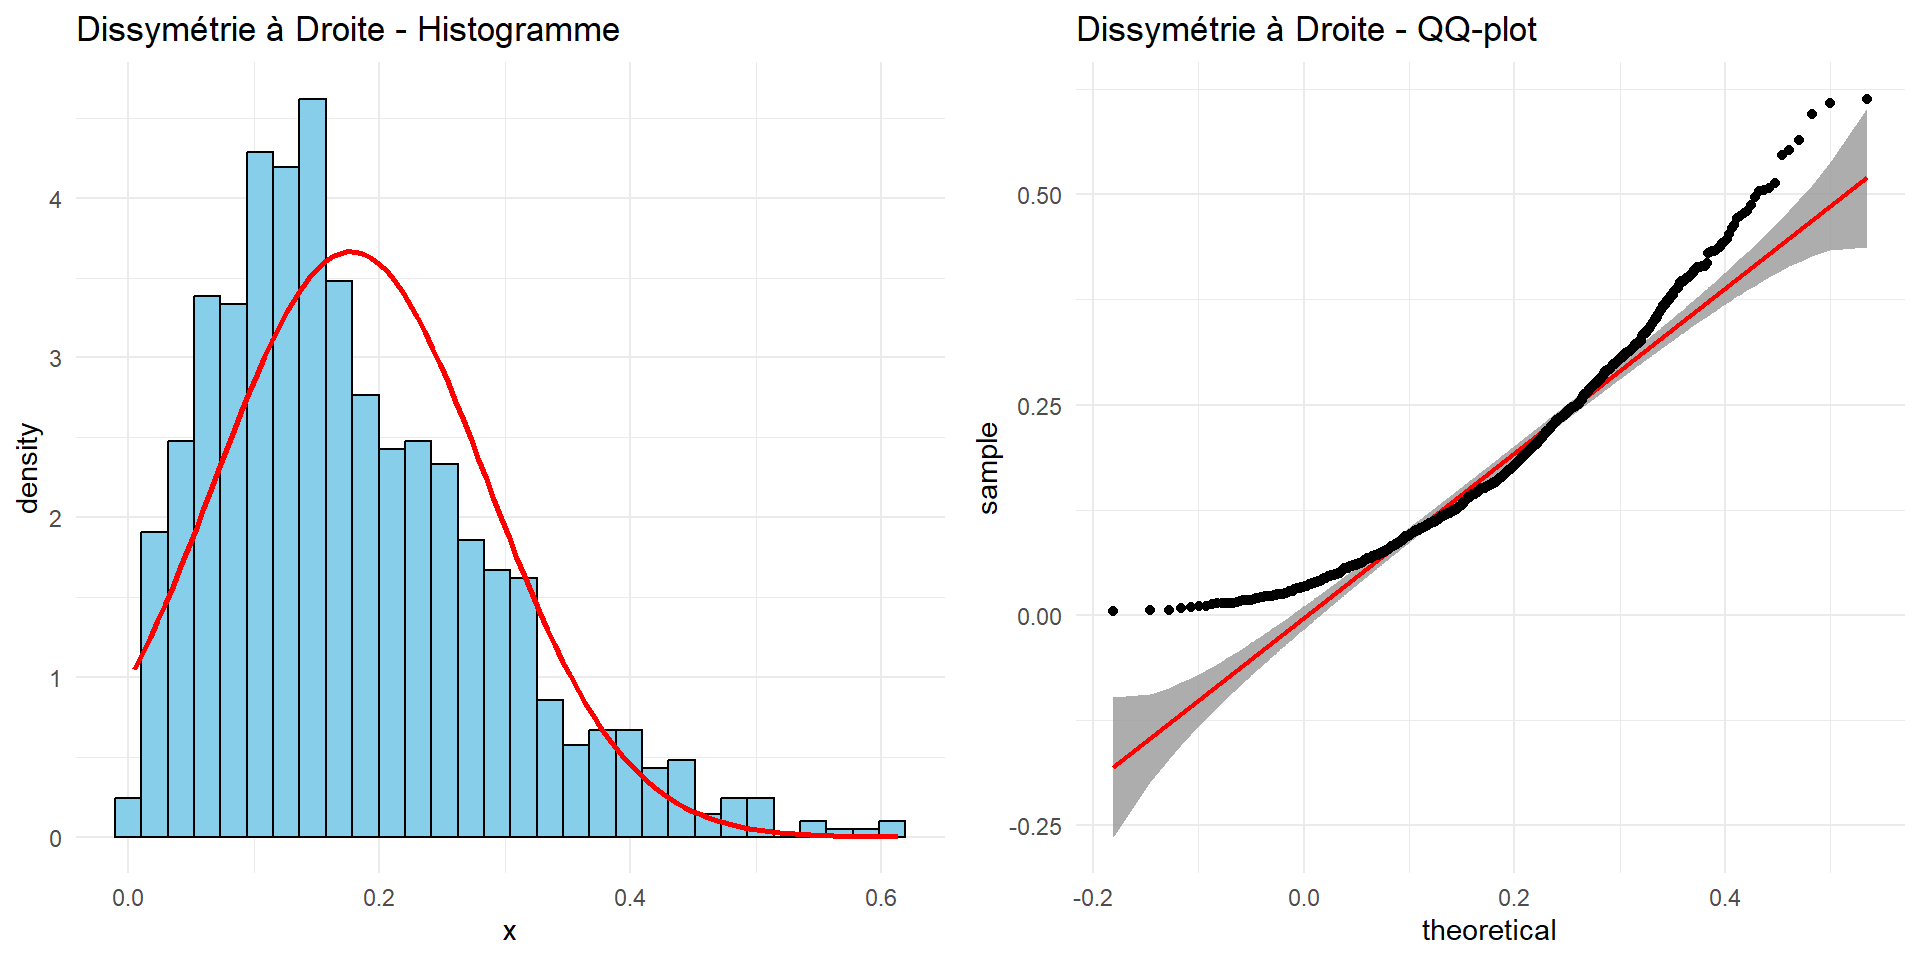 Dissymétrie à Droite - Histogramme
4
3
2
1
0
density
0.0 0.2 0.4 0.6
x
Dissymétrie à Droite - QQ-plot
0.50
0.25
0.00
-0.25
sample
-0.2 0.0 0.2 0.4
theoretical